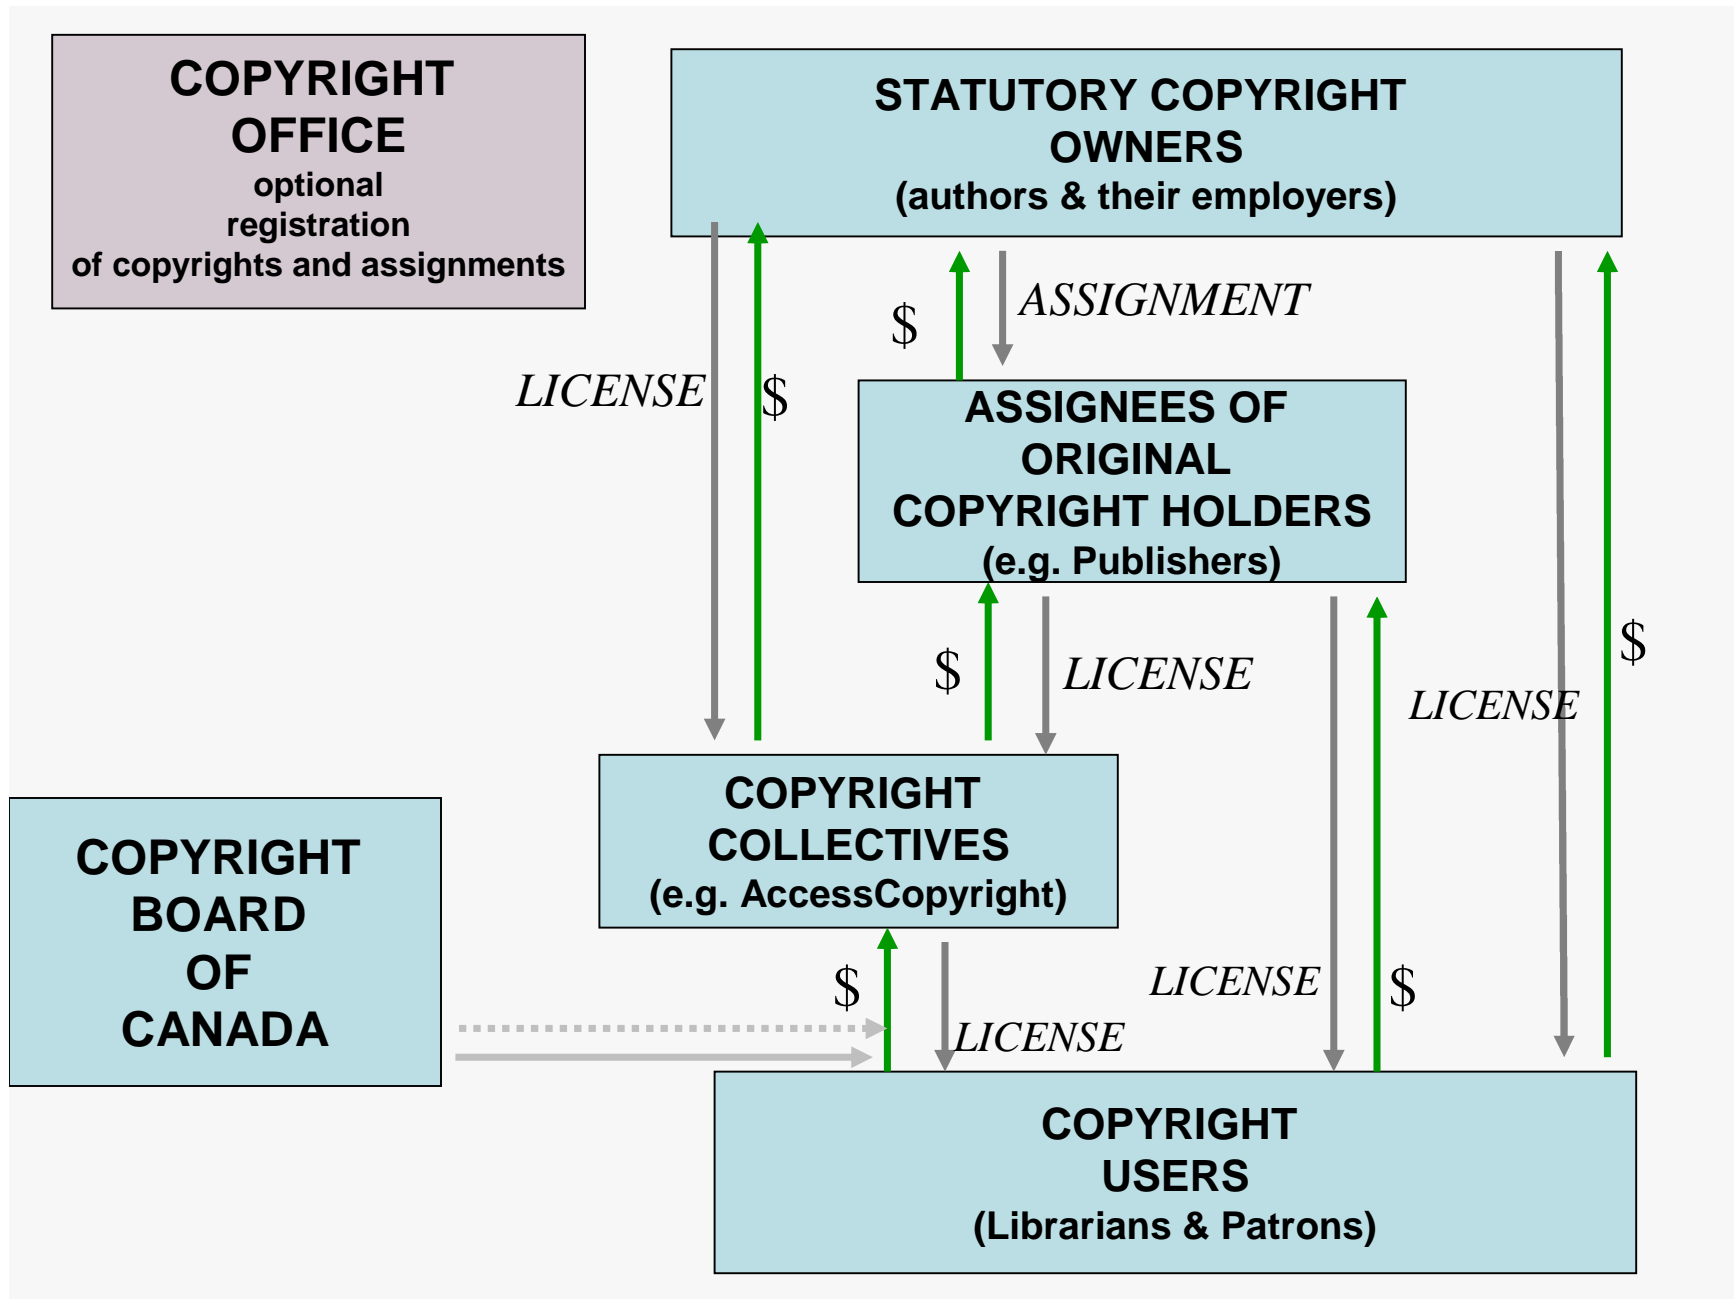 COPYRIGHT
OFFICE
optional
registration
of copyrights and assignments
STATUTORY COPYRIGHT
OWNERS
(authors & their employers)
$
ASSIGNMENT
LICENSE
$
ASSIGNEES OF
ORIGINAL
COPYRIGHT HOLDERS
(e.g. Publishers)
$
LICENSE
LICENSE
$
COPYRIGHT
COLLECTIVES
(e.g. AccessCopyright)
COPYRIGHT
BOARD
OF
CANADA
$
LICENSE
LICENSE
$
COPYRIGHT
USERS
(Librarians & Patrons)